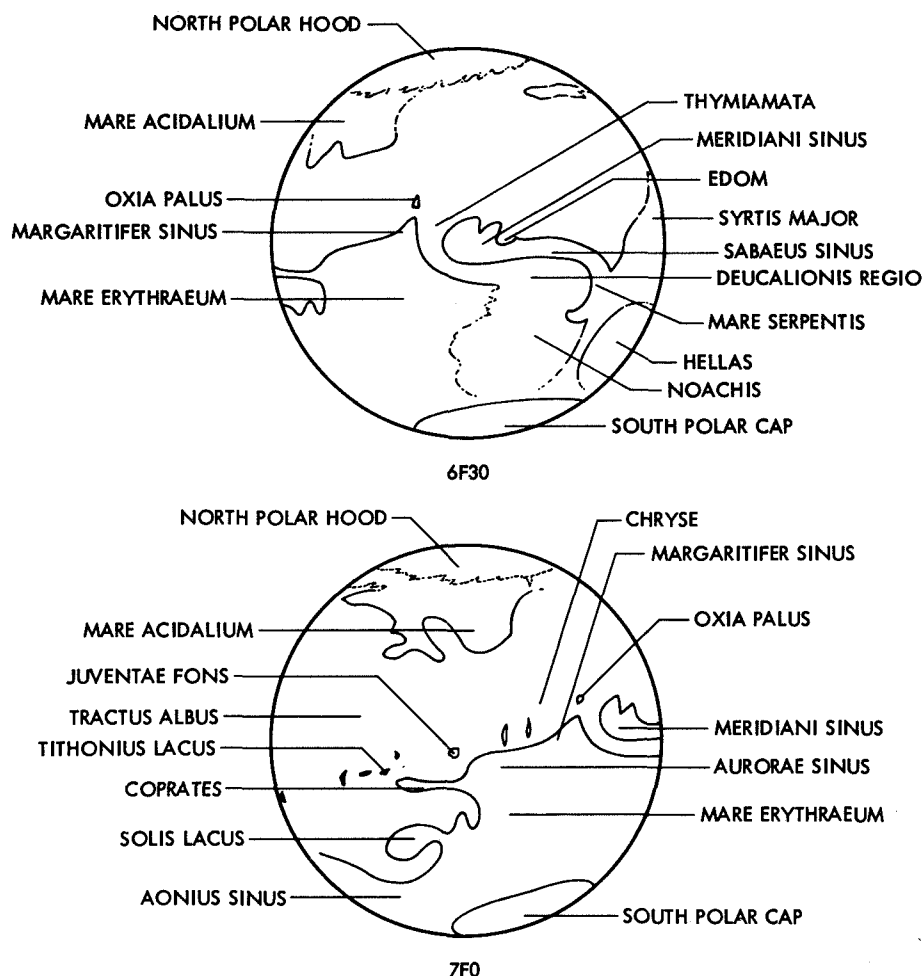 NORTH POLAR HOOD
MARE ACIDALIUM
OXIA PALUS
MARGARITIFER SINUS
MARE ERYTHRAEUM
THYMIAMATA
MERIDIANI SINUS
EDOM
SYRTIS MAJOR
SABAEUS SINUS
DEUCALIONIS REGIO
MARE SERPENTIS
HELLAS
NOACHIS
SOUTH POLAR CAP
6F30
NORTH POLAR HOOD
MARE ACIDALIUM
JUVENTAE FONS
TRACTUS ALBUS
TITHONIUS LACUS
COPRATES
SOLIS LACUS
AONIUS SINUS
CHRYSE
MARGARITIFER SINUS
OXIA PALUS
MERIDIANI SINUS
AURORAE SINUS
MARE ERYTHRAEUM
SOUTH POLAR CAP
7F0